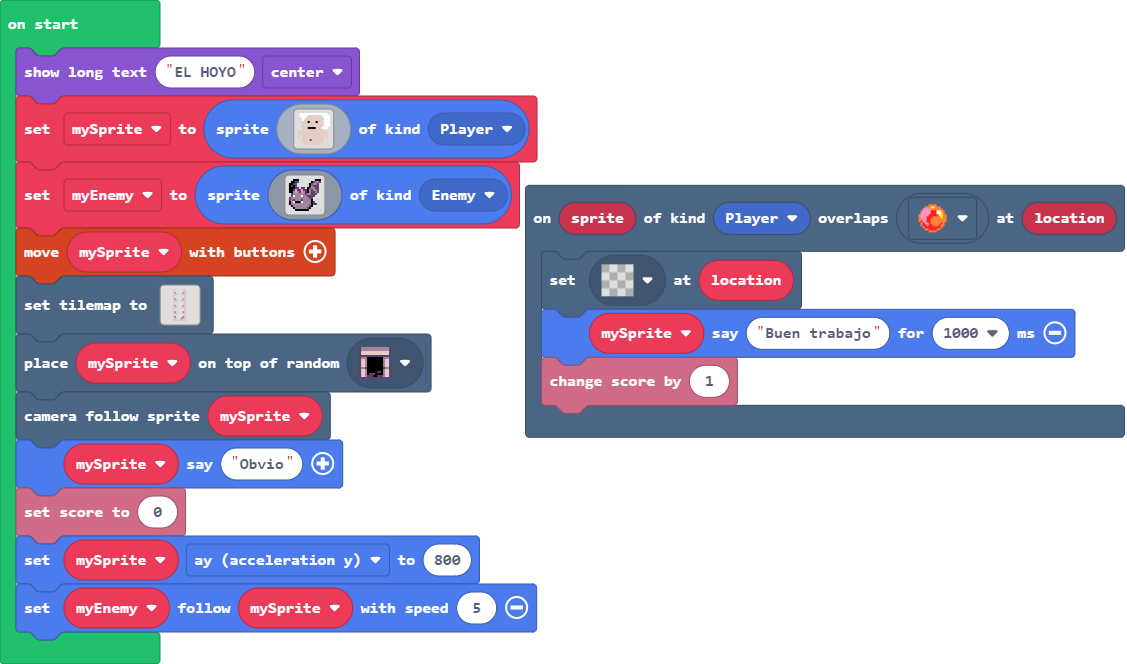 on start
show long text "EL HOYO" center
set mySprite to sprite of kind Player
set myEnemy to sprite of kind Enemy
move mySprite with buttons
set tilemap to
place mySprite on top of random
camera follow sprite mySprite
mySprite say "Obvio"
set score to 0
set mySprite ay (acceleration y) to 800
set myEnemy follow mySprite with speed 5
on sprite of kind Player overlaps at location
set at location
mySprite say "Buen trabajo" for 1000 ms
change score by 1